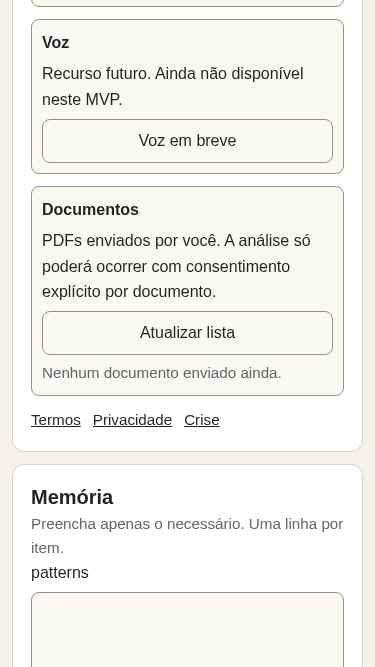 Voz
Recurso futuro. Ainda não disponível
neste MVP.
Voz em breve
Documentos
PDFs enviados por você. A análise só
poderá ocorrer com consentimento
explícito por documento.
Atualizar lista
Nenhum documento enviado ainda.
Termos Privacidade Crise
Memória
Preencha apenas o necessário. Uma linha por
item.
patterns